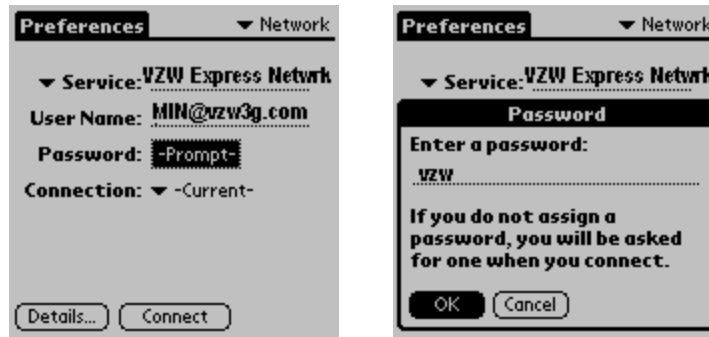 Preferences
Network
Service: VZW Express Netwrk
User Name: MIN@vzw3g.com
Password: -Prompt-
Connection: -Current-
Details... Connect
Preferences
Network
Service: VZW Express Netwrk
Password
Enter a password:
vzw
If you do not assign a
password, you will be asked
for one when you connect.
OK Cancel